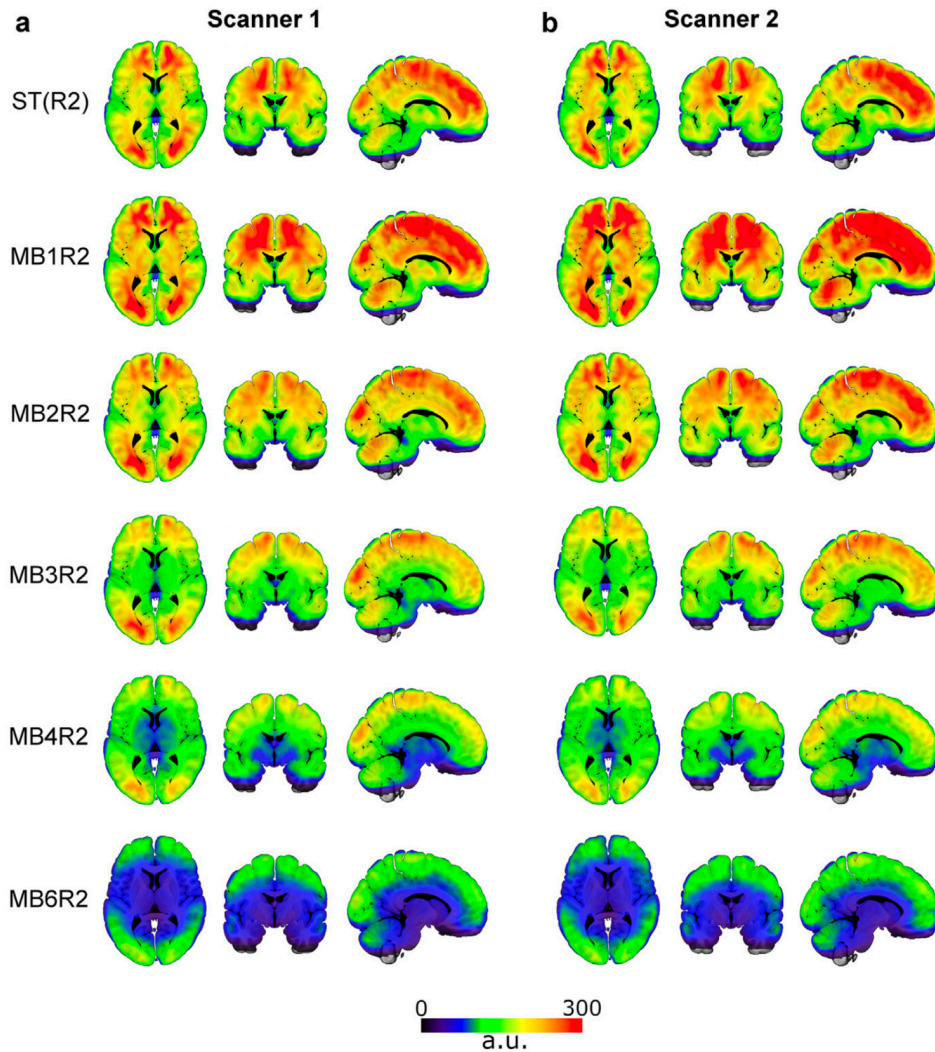 a Scanner 1 b Scanner 2
ST(R2)
MB1R2
MB2R2
MB3R2
MB4R2
MB6R2
0 300
a.u.